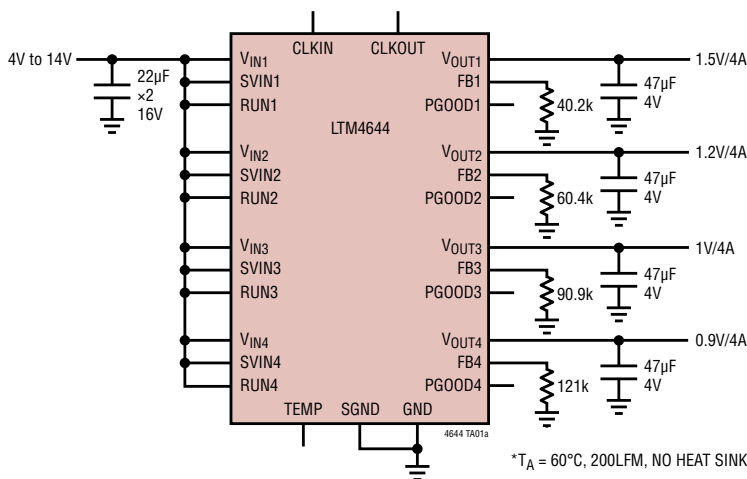 CLKIN CLKOUT
4V to 14V
22µF
×2
16V
VIN1
SVIN1
RUN1
VIN2
SVIN2
RUN2
VIN3
SVIN3
RUN3
VIN4
SVIN4
RUN4
LTM4644
VOUT1
FB1
PGOOD1
VOUT2
FB2
PGOOD2
VOUT3
FB3
PGOOD3
VOUT4
FB4
PGOOD4
TEMP SGND GND
40.2k
47µF
4V
1.5V/4A
60.4k
47µF
4V
1.2V/4A
90.9k
47µF
4V
1V/4A
121k
47µF
4V
0.9V/4A
4644 TA01a
*TA = 60°C, 200LFM, NO HEAT SINK